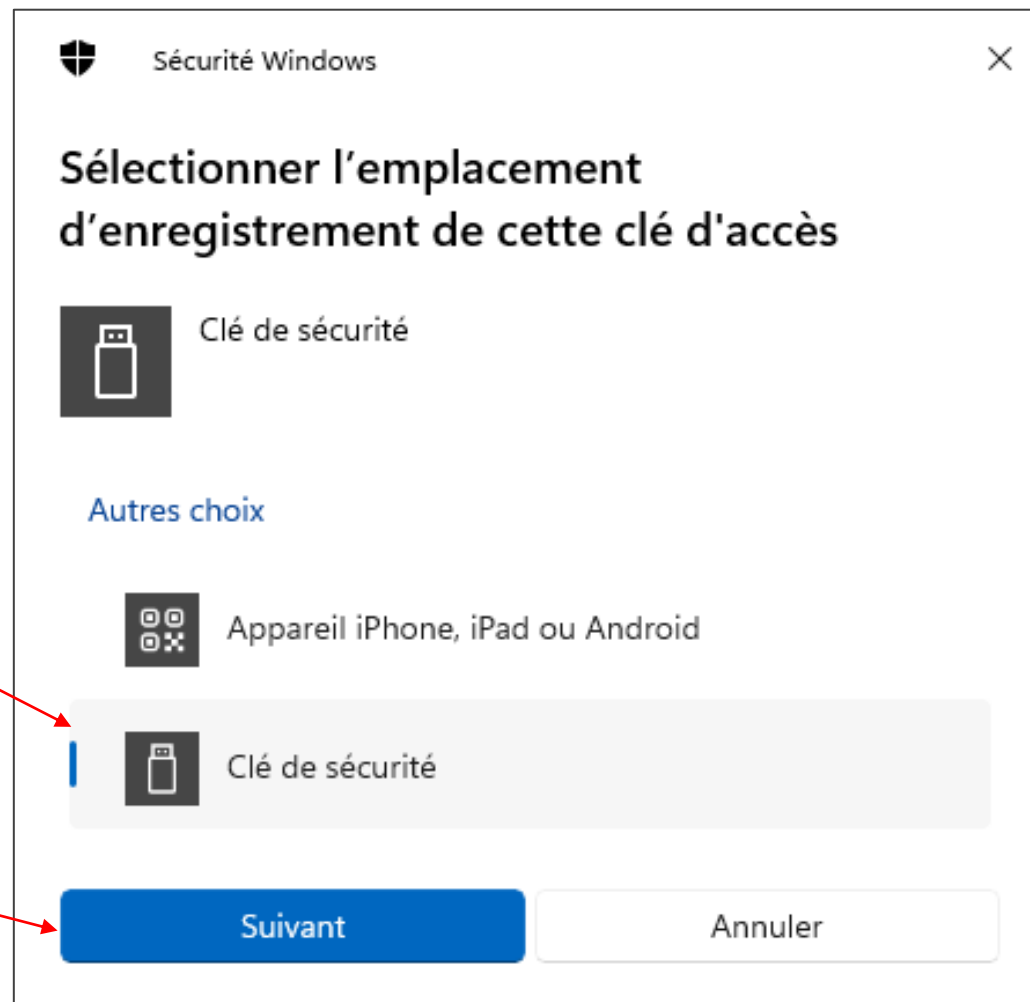 Sécurité Windows
Sélectionner l’emplacement
d’enregistrement de cette clé d'accès
Clé de sécurité
Autres choix
Appareil iPhone, iPad ou Android
Clé de sécurité
Suivant
Annuler